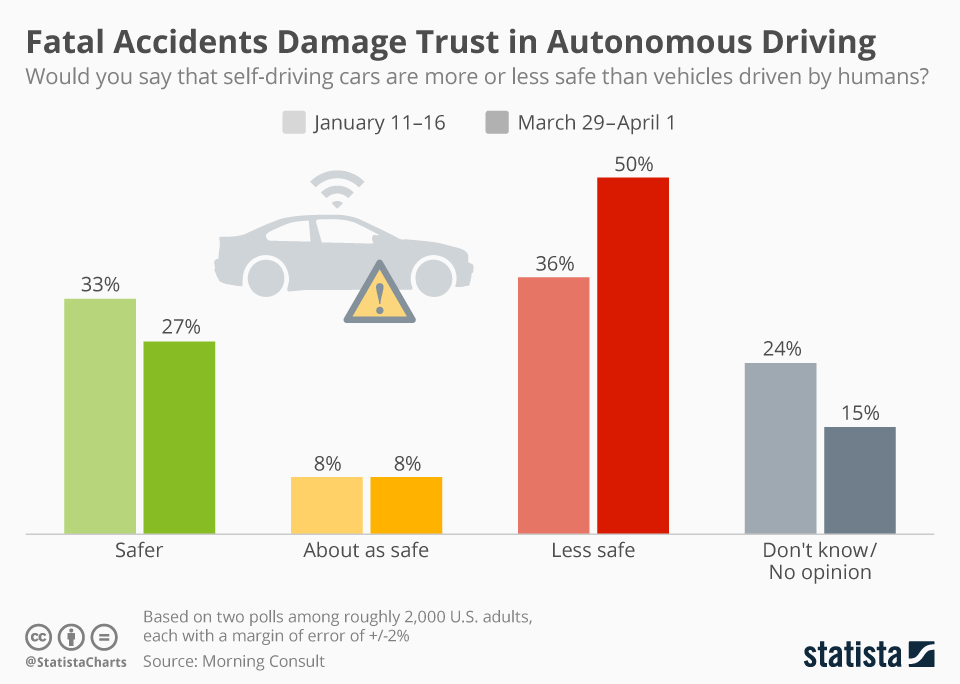 Fatal Accidents Damage Trust in Autonomous Driving
Would you say that self-driving cars are more or less safe than vehicles driven by humans?
January 11–16
March 29–April 1
33%
27%
8%
8%
36%
50%
24%
15%
!
Safer
About as safe
Less safe
Don't know/
No opinion
Based on two polls among roughly 2,000 U.S. adults,
each with a margin of error of +/-2%
cc
@StatistaCharts
Source: Morning Consult
statista